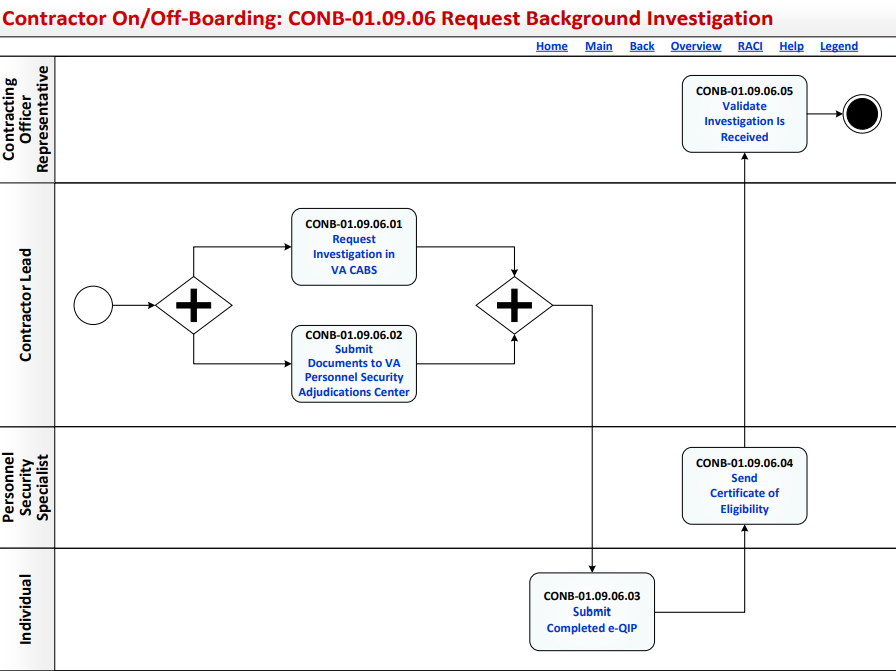 Contractor On/Off-Boarding: CONB-01.09.06 Request Background Investigation
Home Main Back Overview RACI Help Legend
Contracting
Officer
Representative
CONB-01.09.06.05
Validate
Investigation Is
Received
Contractor Lead
CONB-01.09.06.01
Request
Investigation in
VA CABS
CONB-01.09.06.02
Submit
Documents to VA
Personnel Security
Adjudications Center
Personnel
Security
Specialist
CONB-01.09.06.04
Send
Certificate of
Eligibility
Individual
CONB-01.09.06.03
Submit
Completed e-QIP